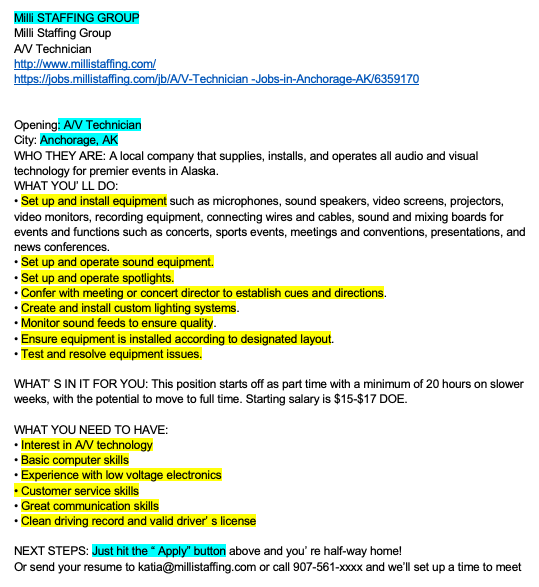 Milli STAFFING GROUP
Milli Staffing Group
A/V Technician
http://www.millistaffing.com/
https://jobs.millistaffing.com/jb/A/V-Technician -Jobs-in-Anchorage-AK/6359170
Opening: A/V Technician
City: Anchorage, AK
WHO THEY ARE: A local company that supplies, installs, and operates all audio and visual
technology for premier events in Alaska.
WHAT YOU' LL DO:
• Set up and install equipment such as microphones, sound speakers, video screens, projectors,
video monitors, recording equipment, connecting wires and cables, sound and mixing boards for
events and functions such as concerts, sports events, meetings and conventions, presentations, and
news conferences.
• Set up and operate sound equipment.
• Set up and operate spotlights.
• Confer with meeting or concert director to establish cues and directions.
• Create and install custom lighting systems.
• Monitor sound feeds to ensure quality.
• Ensure equipment is installed according to designated layout.
• Test and resolve equipment issues.
WHAT' S IN IT FOR YOU: This position starts off as part time with a minimum of 20 hours on slower
weeks, with the potential to move to full time. Starting salary is $15-$17 DOE.
WHAT YOU NEED TO HAVE:
• Interest in A/V technology
• Basic computer skills
• Experience with low voltage electronics
• Customer service skills
• Great communication skills
• Clean driving record and valid driver' s license
NEXT STEPS: Just hit the “ Apply” button above and you' re half-way home!
Or send your resume to katia@millistaffing.com or call 907-561-xxxx and we'll set up a time to meet